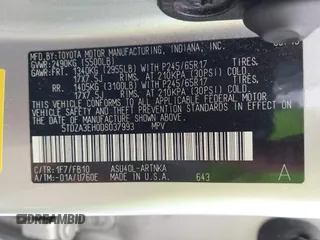 MFD. BY: TOYOTA MOTOR MANUFACTURING, INDIANA, INC.
GVWR: 2490KG (5500LB)
GAWR: FRT. 1340KG (2955LB) WITH P245/65R17
TIRES, 17X7.5J RIMS, AT 210KPA (30PSI) COLD.
RR. 1405KG (3100LB) WITH P245/65R17
TIRES, 17X7.5J RIMS, AT 210KPA (30PSI) COLD.
THIS VEHICLE CONFORMS TO ALL APPLICABLE FEDERAL MOTOR
VEHICLE SAFETY, BUMPER, AND THEFT PREVENTION STANDARDS
IN EFFECT ON THE DATE OF MANUFACTURE SHOWN ABOVE.
5TDZA3EH0DS037993 MPV
C/TR: 1F7/FB10 ASU40L-ARTNKA
A/TM: -01A/U760E MADE IN U.S.A. 643
A
© AUTOBIDMASTER